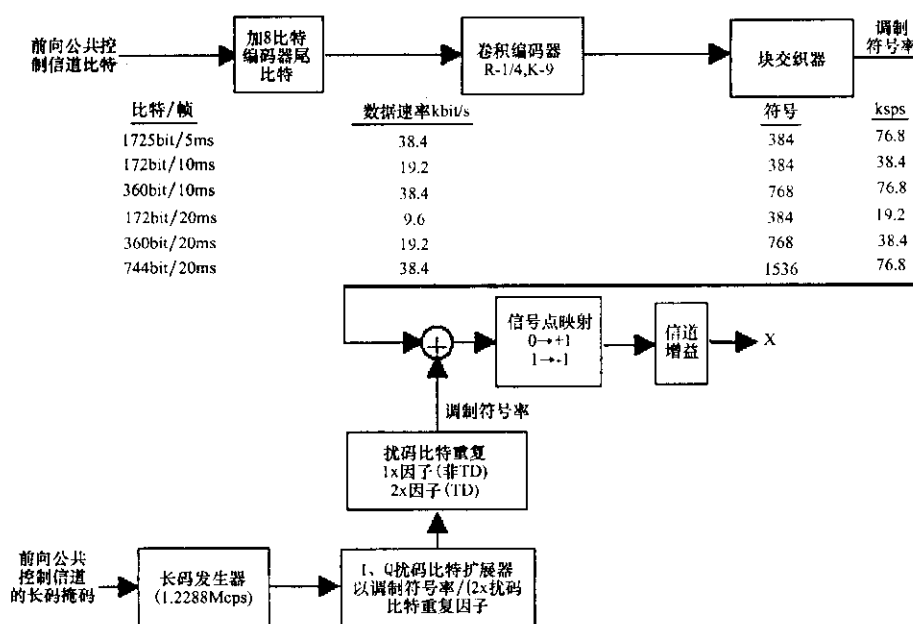 前向公共控
制信道比特
加8比特
编码器尾
比特
卷积编码器
R-1/4,K-9
块交织器
调制
符号率
比特/帧 数据速率kbit/s 符号 ksps
1725bit/5ms 38.4 384 76.8
172bit/10ms 19.2 384 38.4
360bit/10ms 38.4 768 76.8
172bit/20ms 9.6 384 19.2
360bit/20ms 19.2 768 38.4
744bit/20ms 38.4 1536 76.8
信号点映射
0→+1
1→-1
信道
增益
X
调制符号率
扰码比特重复
1x因子(非TD)
2x因子(TD)
前向公共
控制信道
的长码掩码
长码发生器
(1.2288Mcps)
I、Q扰码比特扩展器
以调制符号率/(2x扰码
比特重复因子